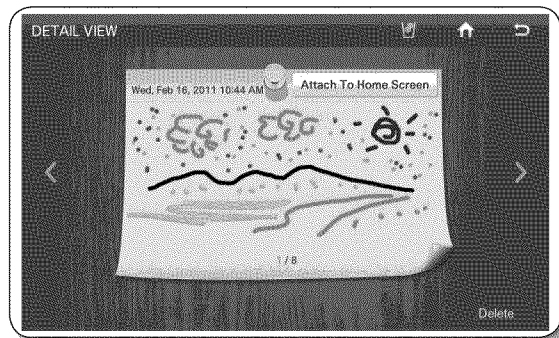 DETAIL VIEW
Wed, Feb 16, 2011 10:44 AM
Attach To Home Screen
1 / 8
Delete